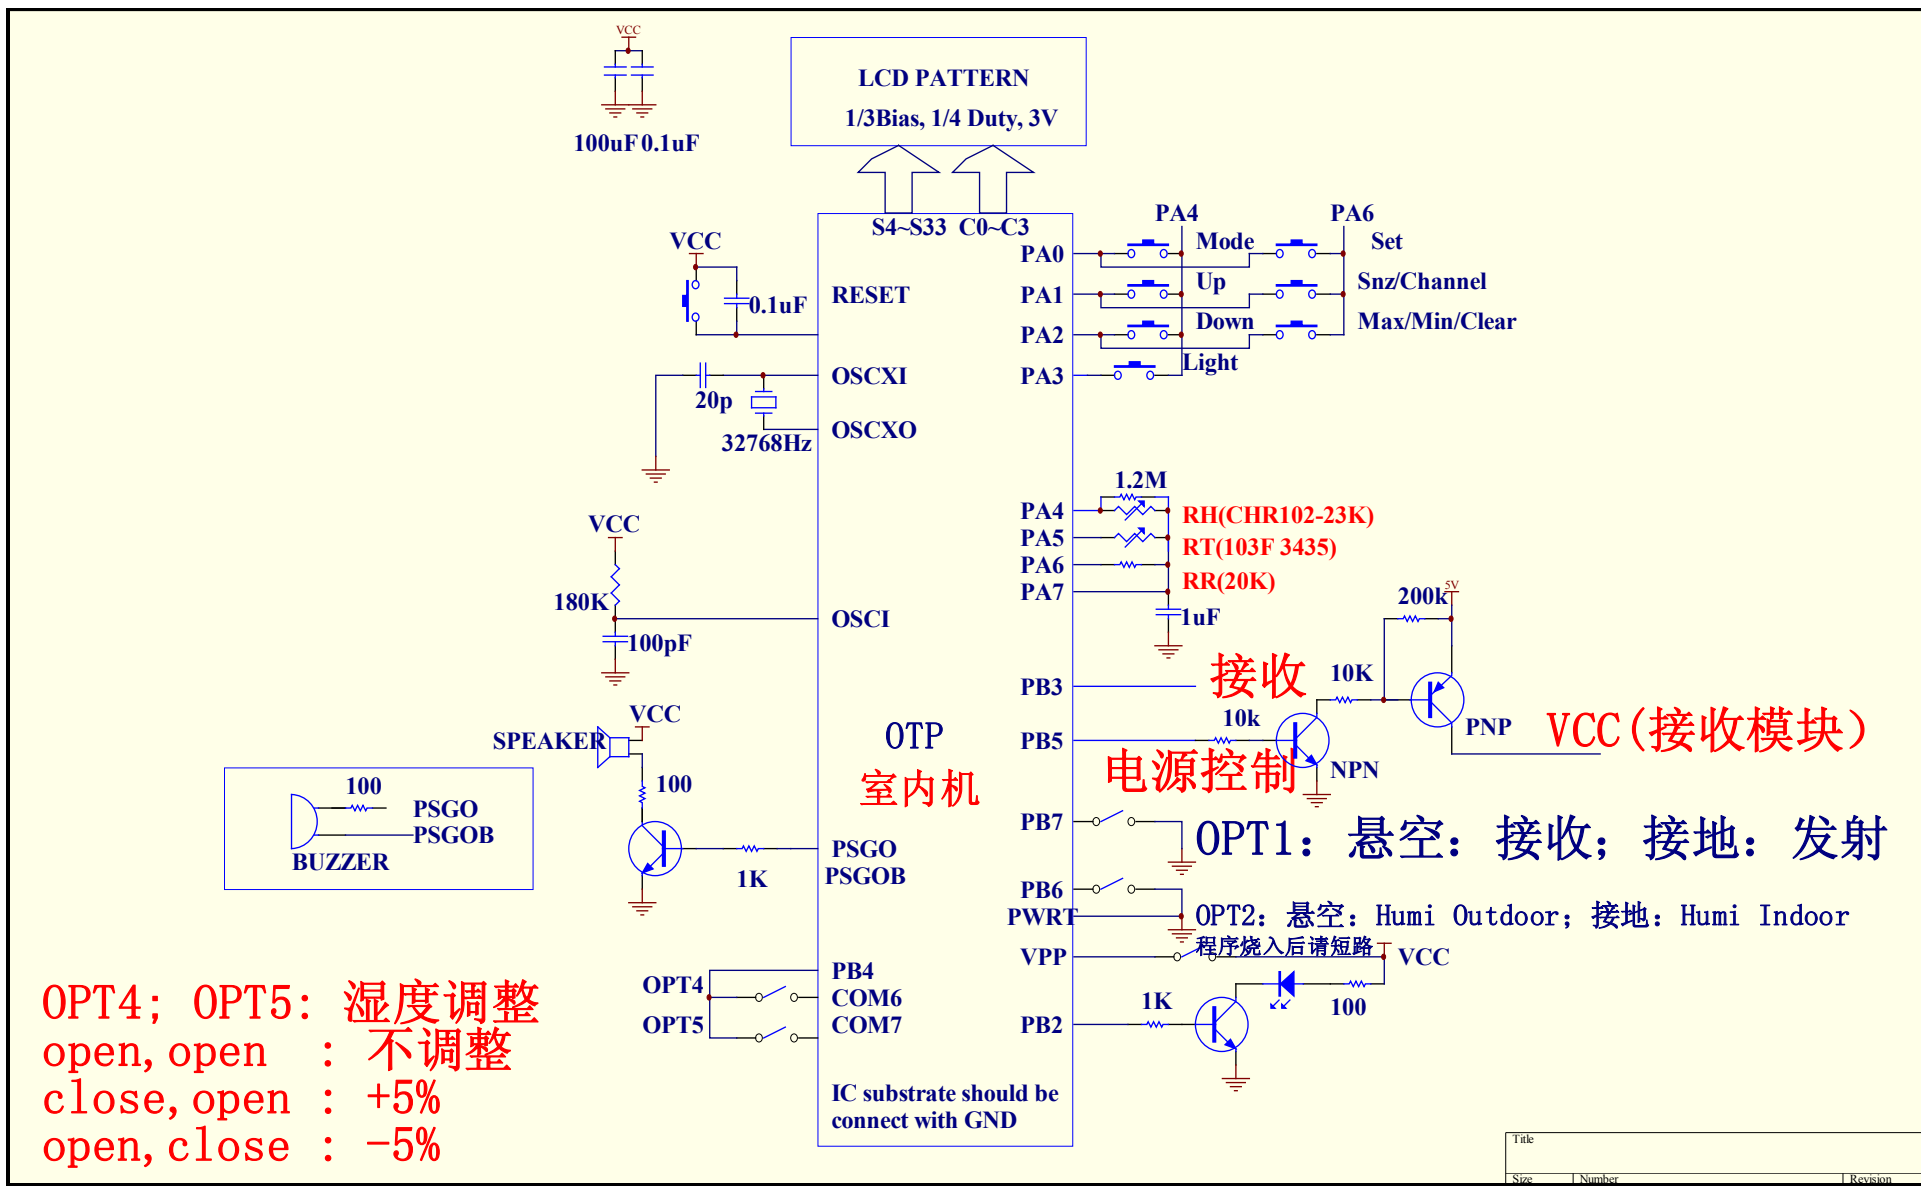 VCC
100uF 0.1uF
LCD PATTERN
1/3Bias, 1/4 Duty, 3V
S4~S33 C0~C3
PA4
PA6
VCC
0.1uF
RESET
PA0
Mode
Set
PA1
Up
Snz/Channel
PA2
Down
Max/Min/Clear
PA3
Light
OSCXI
20p
OSCXO
32768Hz
1.2M
PA4
RH(CHR102-23K)
PA5
RT(103F 3435)
PA6
RR(20K)
PA7
1uF
VCC
180K
OSCI
100pF
5V
200k
PB3
接收
10K
PNP
VCC(接收模块)
PB5
10k
电源控制
NPN
VCC
SPEAKER
100
OTP
室内机
100
PSGO
PSGOB
BUZZER
PSGO
PSGOB
1K
PB7
OPT1: 悬空: 接收; 接地: 发射
PB6
PWRT
OPT2: 悬空: Humi Outdoor; 接地: Humi Indoor
程序烧入后请短路
VPP
VCC
PB4
OPT4
COM6
OPT5
COM7
PB2
1K
100
IC substrate should be
connect with GND
OPT4; OPT5: 湿度调整
open,open : 不调整
close,open : +5%
open,close : -5%
Title
Size Number Revision